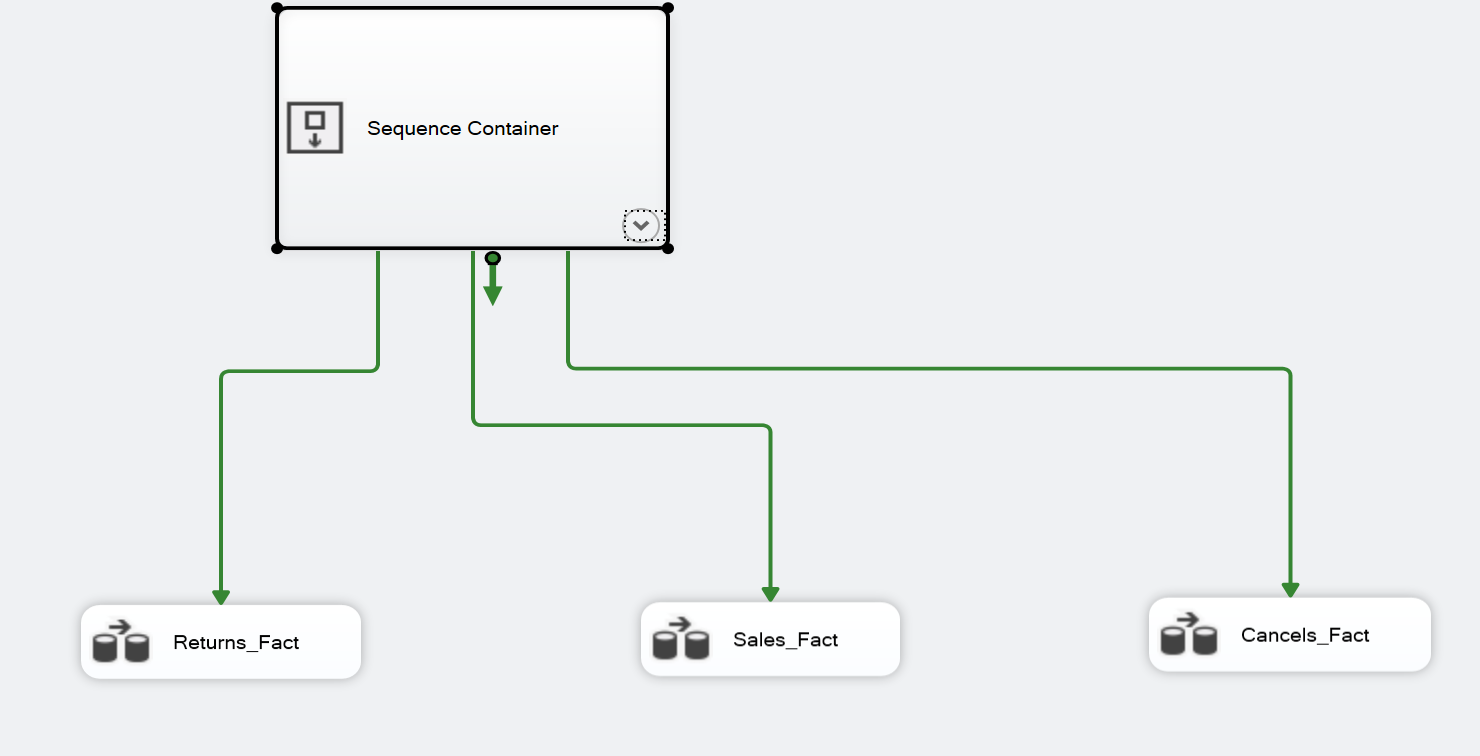 Sequence Container
Returns_Fact
Sales_Fact
Cancels_Fact